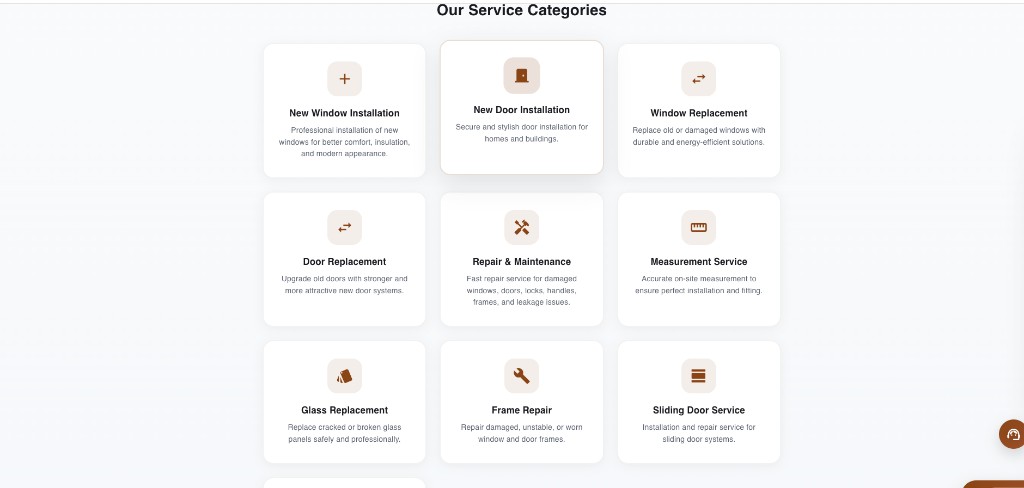 Our Service Categories
New Window Installation
Professional installation of new
windows for better comfort, insulation,
and modern appearance.
New Door Installation
Secure and stylish door installation for
homes and buildings.
Window Replacement
Replace old or damaged windows with
durable and energy-efficient solutions.
Door Replacement
Upgrade old doors with stronger and
more attractive new door systems.
Repair & Maintenance
Fast repair service for damaged
windows, doors, locks, handles,
frames, and leakage issues.
Measurement Service
Accurate on-site measurement to
ensure perfect installation and fitting.
Glass Replacement
Replace cracked or broken glass
panels safely and professionally.
Frame Repair
Repair damaged, unstable, or worn
window and door frames.
Sliding Door Service
Installation and repair service for
sliding door systems.